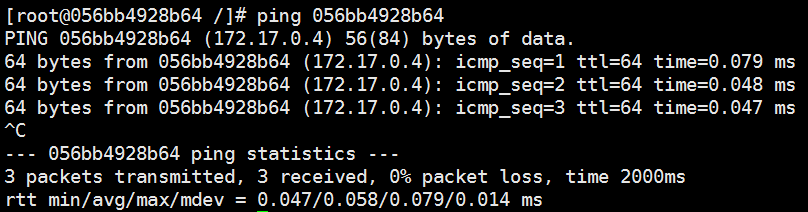 [root@056bb4928b64 /]# ping 056bb4928b64
PING 056bb4928b64 (172.17.0.4) 56(84) bytes of data.
64 bytes from 056bb4928b64 (172.17.0.4): icmp_seq=1 ttl=64 time=0.079 ms
64 bytes from 056bb4928b64 (172.17.0.4): icmp_seq=2 ttl=64 time=0.048 ms
64 bytes from 056bb4928b64 (172.17.0.4): icmp_seq=3 ttl=64 time=0.047 ms
^C
--- 056bb4928b64 ping statistics ---
3 packets transmitted, 3 received, 0% packet loss, time 2000ms
rtt min/avg/max/mdev = 0.047/0.058/0.079/0.014 ms